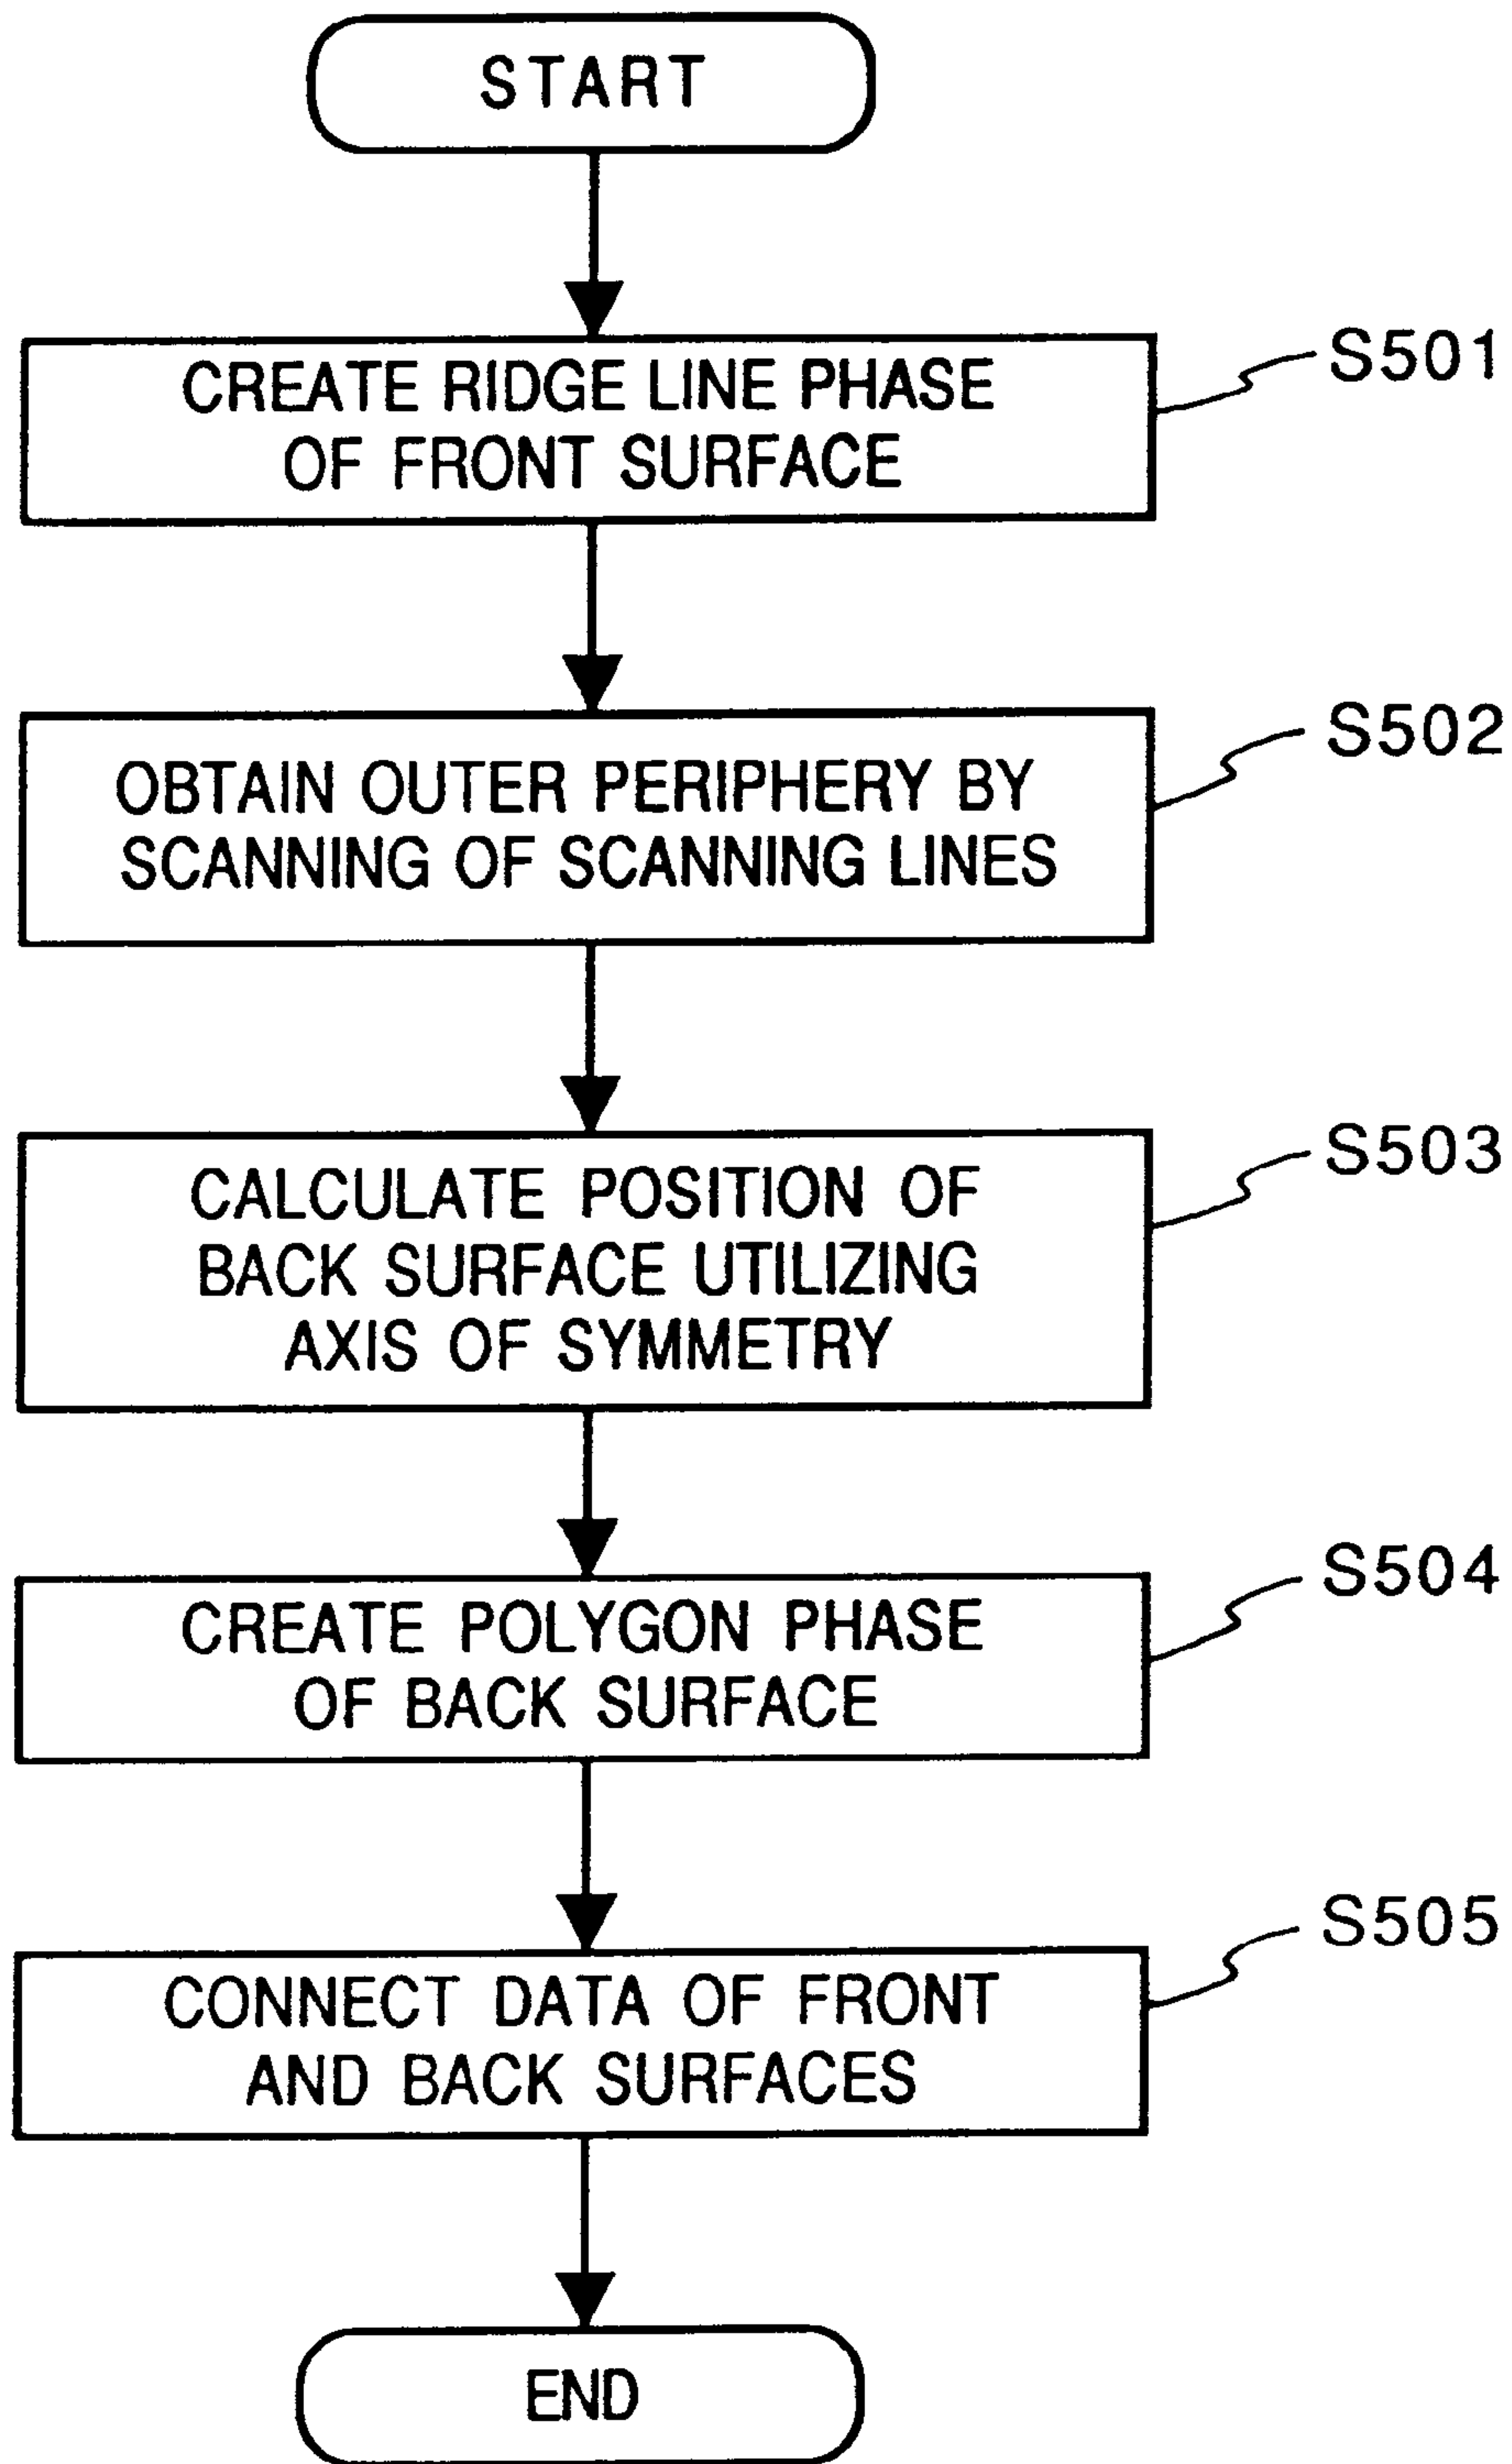 START
CREATE RIDGE LINE PHASE
OF FRONT SURFACE
S501
OBTAIN OUTER PERIPHERY BY
SCANNING OF SCANNING LINES
S502
CALCULATE POSITION OF
BACK SURFACE UTILIZING
AXIS OF SYMMETRY
S503
CREATE POLYGON PHASE
OF BACK SURFACE
S504
CONNECT DATA OF FRONT
AND BACK SURFACES
S505
END